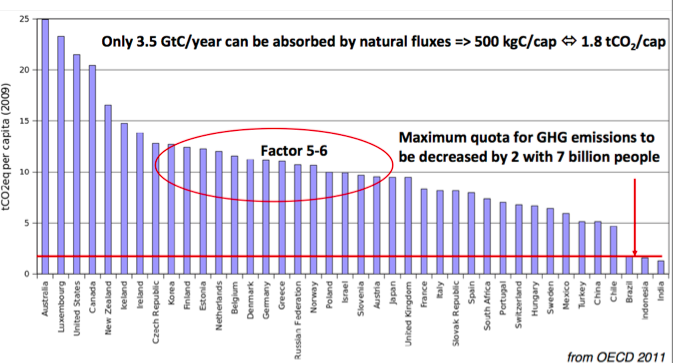 Only 3.5 GtC/year can be absorbed by natural fluxes => 500 kgC/cap ⇔ 1.8 tCO₂/cap
Factor 5-6
Maximum quota for GHG emissions to
be decreased by 2 with 7 billion people
tCO2eq per capita (2009)
25
20
15
10
5
0
Australia
Luxembourg
United States
Canada
New Zealand
Iceland
Ireland
Czech Republic
Korea
Finland
Estonia
Netherlands
Belgium
Denmark
Germany
Greece
Russian Federation
Norway
Poland
Israel
Slovenia
Austria
Japan
United Kingdom
France
Italy
Slovak Republic
Spain
South Africa
Portugal
Switzerland
Hungary
Sweden
Mexico
Turkey
China
Chile
Brazil
Indonesia
India
from OECD 2011